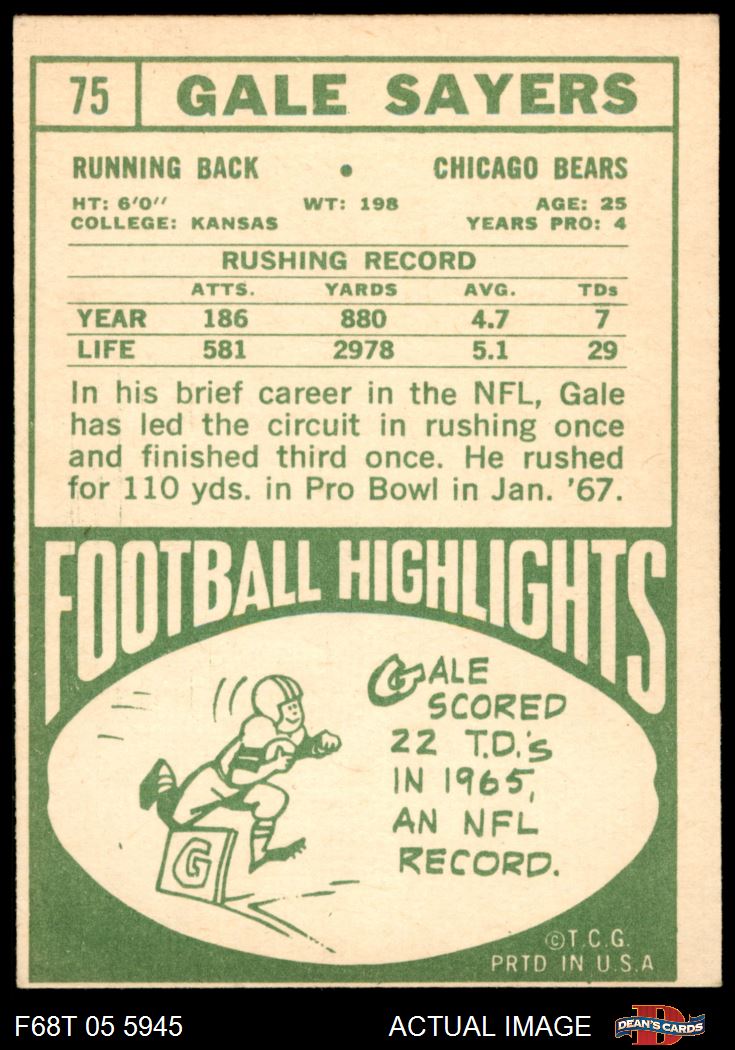 75 GALE SAYERS
RUNNING BACK • CHICAGO BEARS
HT: 6'0" WT: 198 AGE: 25
COLLEGE: KANSAS YEARS PRO: 4
RUSHING RECORD
ATTS. YARDS AVG. TDs
YEAR 186 880 4.7 7
LIFE 581 2978 5.1 29
In his brief career in the NFL, Gale
has led the circuit in rushing once
and finished third once. He rushed
for 110 yds. in Pro Bowl in Jan. '67.
FOOTBALL HIGHLIGHTS
GALE
SCORED
22 T.D.'s
IN 1965,
AN NFL
RECORD.
G
©T.C.G.
PRTD IN U.S.A
F68T 05 5945 ACTUAL IMAGE D DEAN'S CARDS